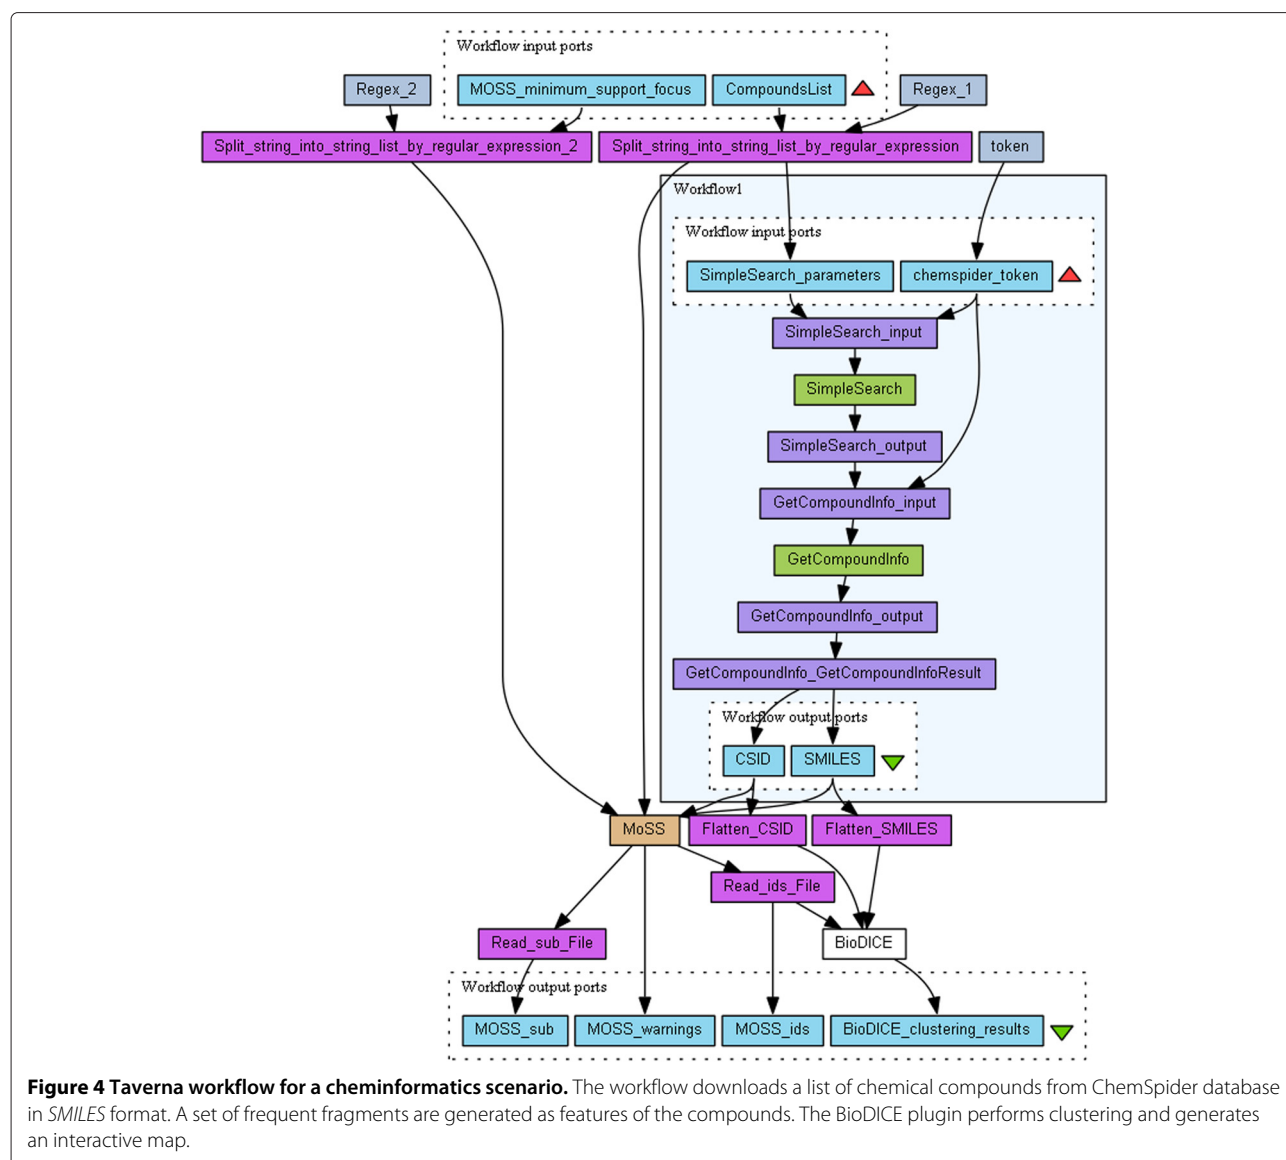 Workflow input ports
Regex_2
MOSS_minimum_support_focus
CompoundsList
Regex_1
Split_string_into_string_list_by_regular_expression_2
Split_string_into_string_list_by_regular_expression
token
Workflow1
Workflow input ports
SimpleSearch_parameters
chemspider_token
SimpleSearch_input
SimpleSearch
SimpleSearch_output
GetCompoundInfo_input
GetCompoundInfo
GetCompoundInfo_output
GetCompoundInfo_GetCompoundInfoResult
Workflow output ports
CSID
SMILES
MoSS
Flatten_CSID
Flatten_SMILES
Read_ids_File
Read_sub_File
BioDICE
Workflow output ports
MOSS_sub
MOSS_warnings
MOSS_ids
BioDICE_clustering_results
Figure 4 Taverna workflow for a cheminformatics scenario. The workflow downloads a list of chemical compounds from ChemSpider database
in SMILES format. A set of frequent fragments are generated as features of the compounds. The BioDICE plugin performs clustering and generates
an interactive map.